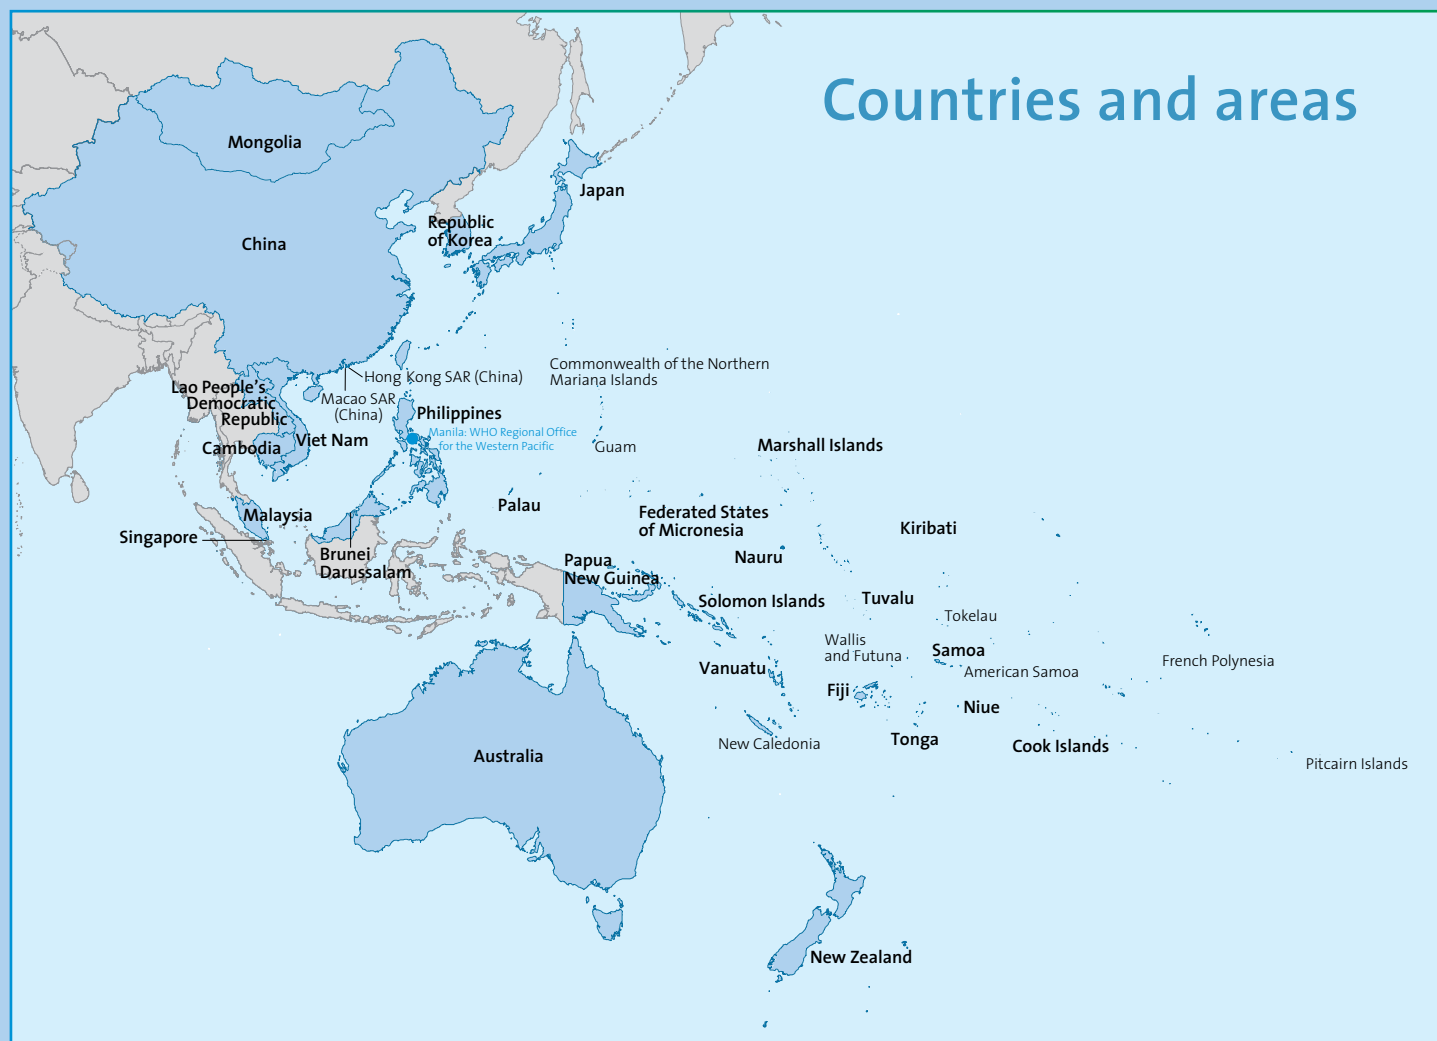 Countries and areas
Mongolia
Japan
Republic
of Korea
China
Commonwealth of the Northern
Mariana Islands
Hong Kong SAR (China)
Macao SAR
(China)
Lao People's
Democratic
Republic
Philippines
Manila: WHO Regional Office
for the Western Pacific
Viet Nam
Cambodia
Guam
Marshall Islands
Palau
Malaysia
Federated States
of Micronesia
Kiribati
Singapore
Brunei
Darussalam
Nauru
Papua
New Guinea
Solomon Islands
Tuvalu
Tokelau
Wallis
and Futuna
Samoa
French Polynesia
Vanuatu
American Samoa
Fiji
Niue
New Caledonia
Tonga
Cook Islands
Australia
Pitcairn Islands
New Zealand